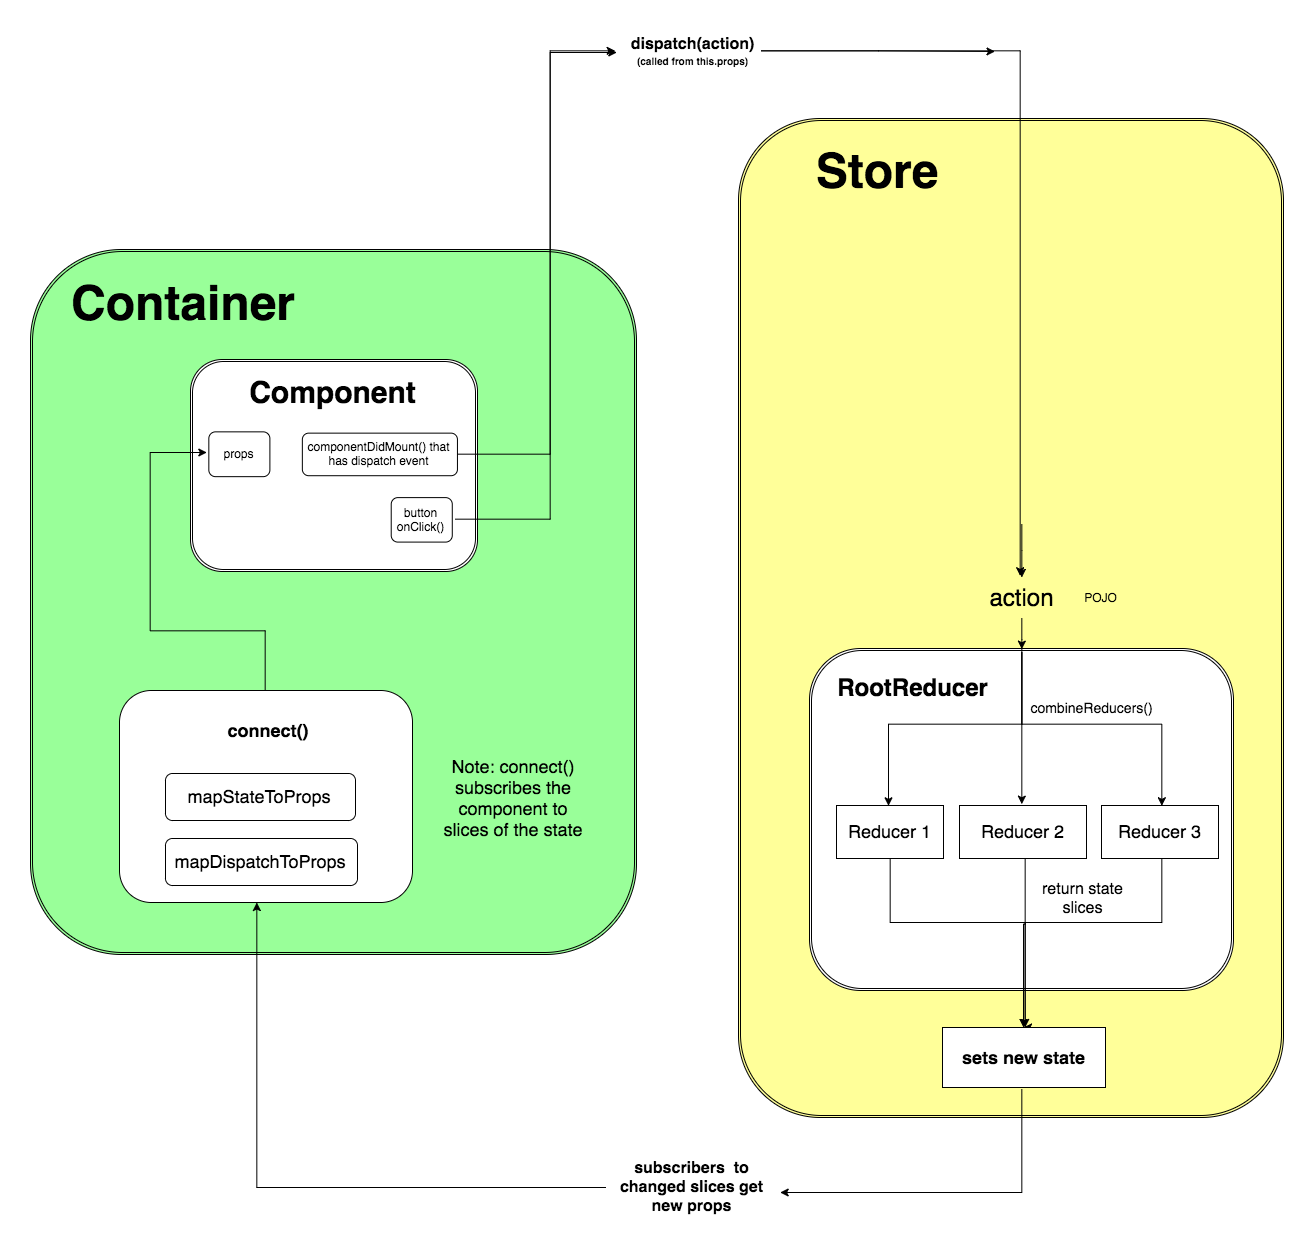 dispatch(action)
(called from this.props)
Store
Container
Component
props
componentDidMount() that
has dispatch event
button
onClick()
action
POJO
RootReducer
combineReducers()
connect()
mapStateToProps
mapDispatchToProps
Note: connect()
subscribes the
component to
slices of the state
Reducer 1
Reducer 2
Reducer 3
return state
slices
sets new state
subscribers to
changed slices get
new props